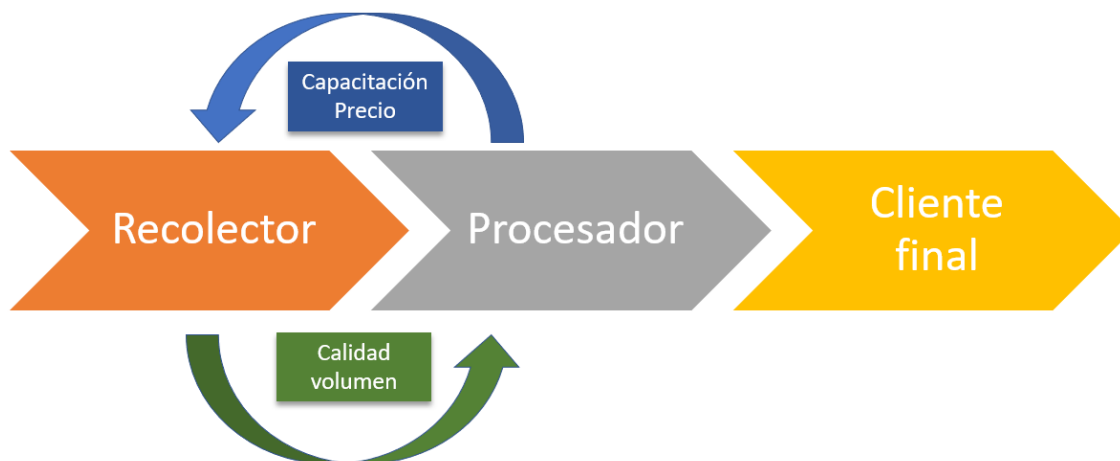 Capacitación
Precio
Recolector
Procesador
Cliente
final
Calidad
volumen